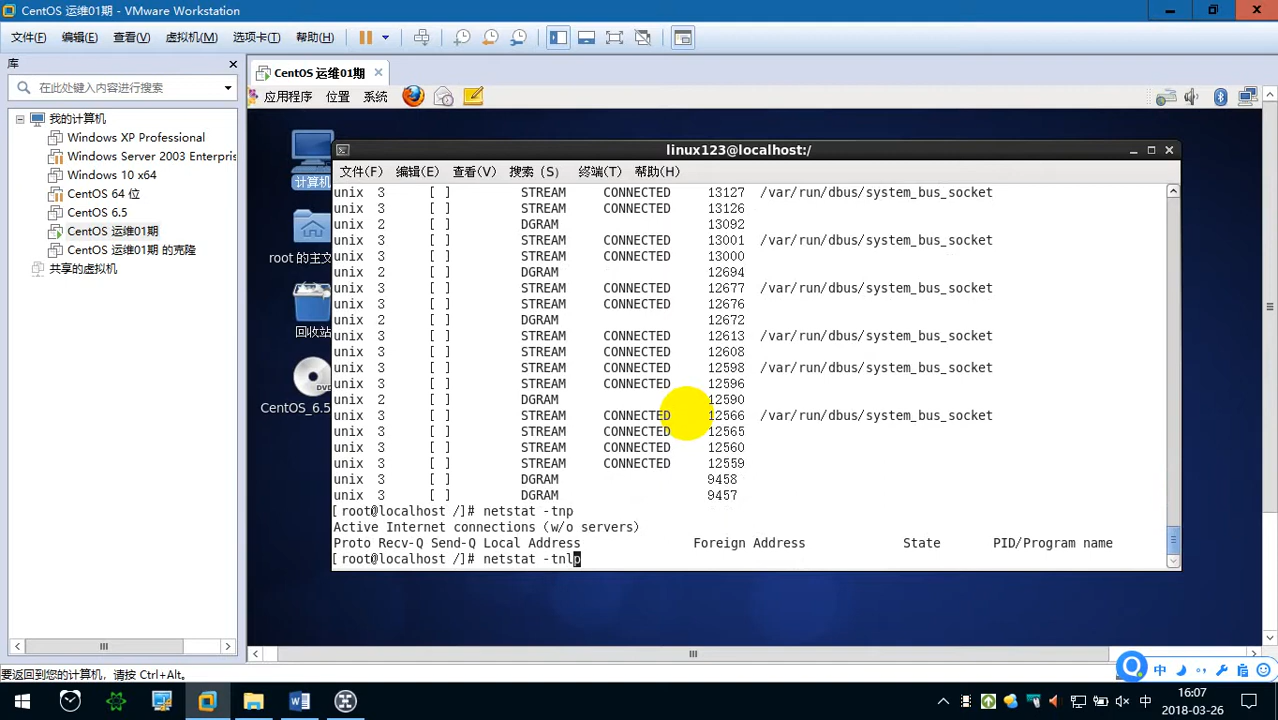 CentOS 运维01期 - VMware Workstation
文件(F) 编辑(E) 查看(V) 虚拟机(M) 选项卡(T) 帮助(H)
库
在此处键入内容进行搜索
我的计算机
Windows XP Professional
Windows Server 2003 Enterpris
Windows 10 x64
CentOS 64 位
CentOS 6.5
CentOS 运维01期
CentOS 运维01期 的克隆
共享的虚拟机
CentOS 运维01期
应用程序 位置 系统
计算机
root 的主文
回收站
DVD
CentOS_6.5
linux123@localhost:/
文件(F) 编辑(E) 查看(V) 搜索 (S) 终端(T) 帮助(H)
unix 3 [ ] STREAM CONNECTED 13127 /var/run/dbus/system_bus_socket
unix 3 [ ] STREAM CONNECTED 13126
unix 2 [ ] DGRAM 13092
unix 3 [ ] STREAM CONNECTED 13001 /var/run/dbus/system_bus_socket
unix 3 [ ] STREAM CONNECTED 13000
unix 2 [ ] DGRAM 12694
unix 3 [ ] STREAM CONNECTED 12677 /var/run/dbus/system_bus_socket
unix 3 [ ] STREAM CONNECTED 12676
unix 2 [ ] DGRAM 12672
unix 3 [ ] STREAM CONNECTED 12613 /var/run/dbus/system_bus_socket
unix 3 [ ] STREAM CONNECTED 12608
unix 3 [ ] STREAM CONNECTED 12598 /var/run/dbus/system_bus_socket
unix 3 [ ] STREAM CONNECTED 12596
unix 2 [ ] DGRAM 12590
unix 3 [ ] STREAM CONNECTED 12566 /var/run/dbus/system_bus_socket
unix 3 [ ] STREAM CONNECTED 12565
unix 3 [ ] STREAM CONNECTED 12560
unix 3 [ ] STREAM CONNECTED 12559
unix 3 [ ] DGRAM 9458
unix 3 [ ] DGRAM 9457
[root@localhost /]# netstat -tnp
Active Internet connections (w/o servers)
Proto Recv-Q Send-Q Local Address Foreign Address State PID/Program name
[root@localhost /]# netstat -tnlp
要返回到您的计算机，请按 Ctrl+Alt。
中
中
16:07
2018-03-26